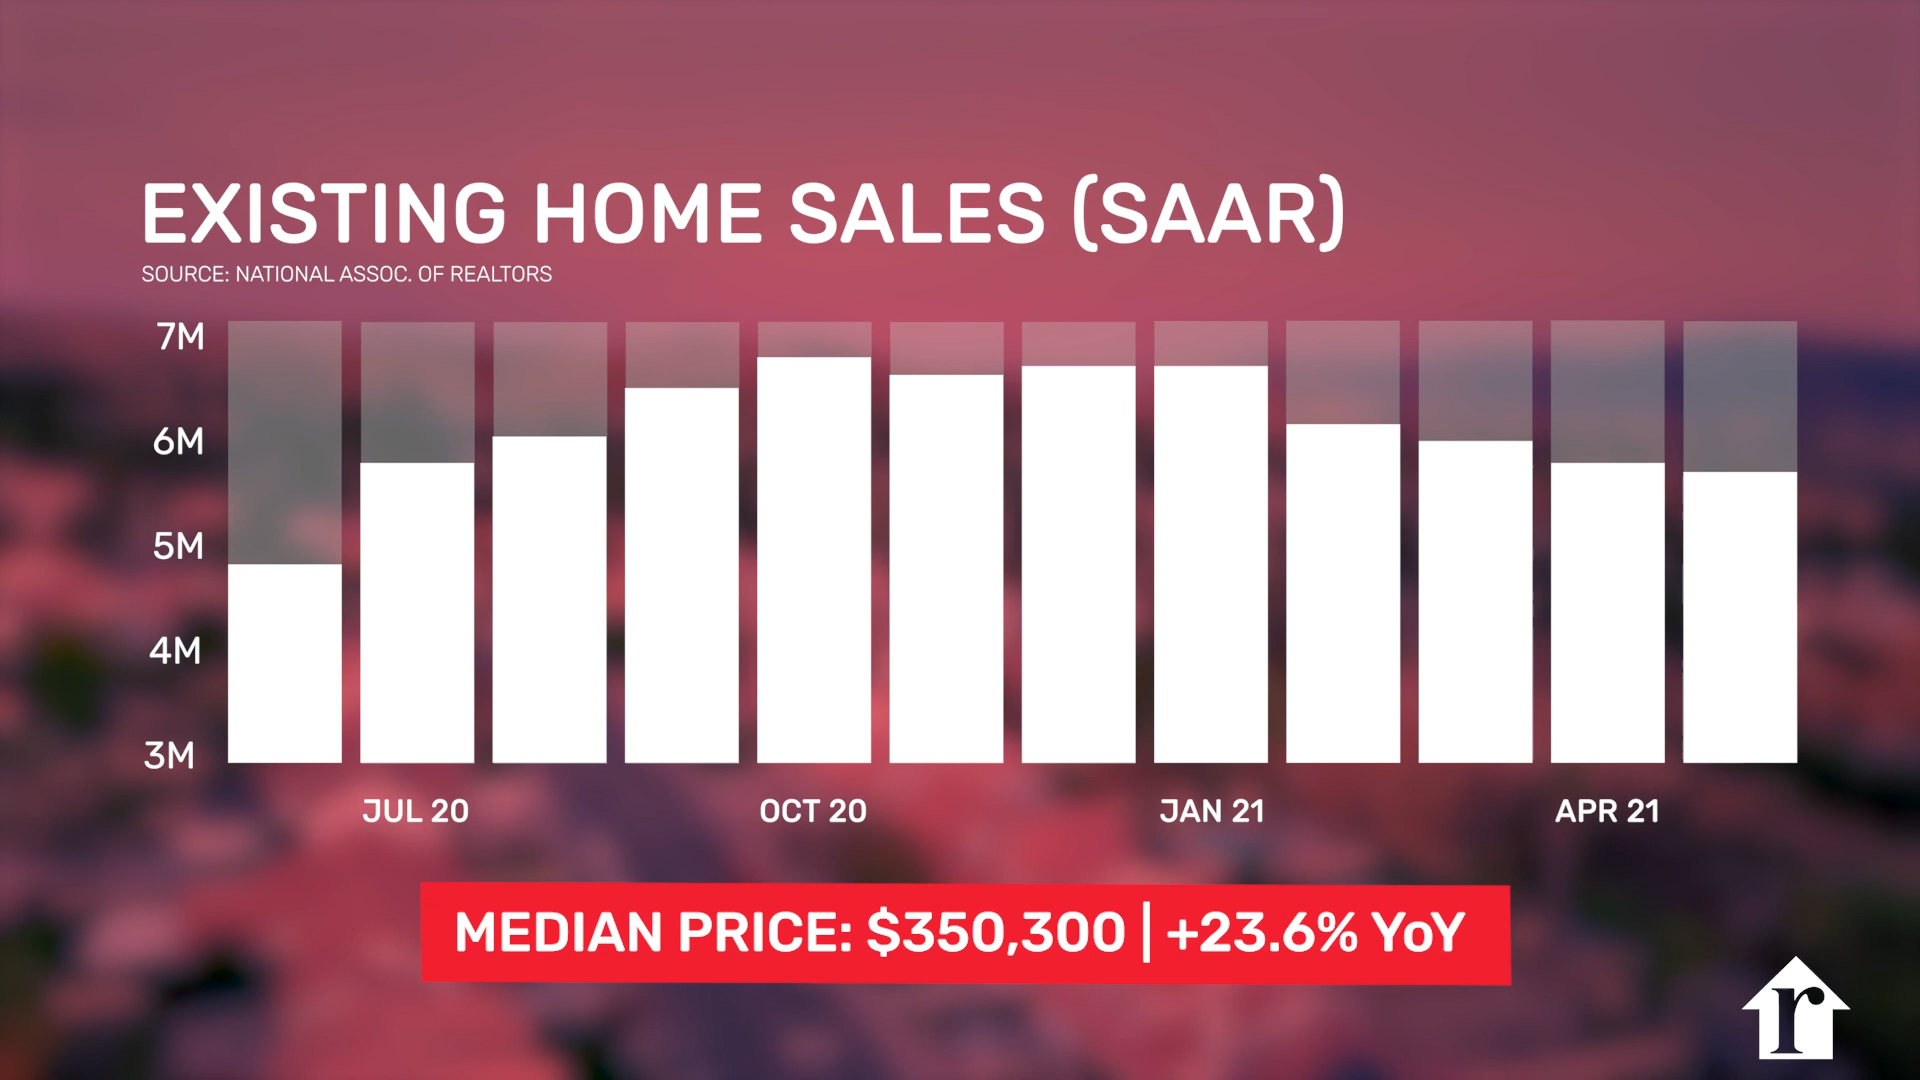 EXISTING HOME SALES (SAAR)
SOURCE: NATIONAL ASSOC. OF REALTORS
7M
6M
5M
4M
3M
JUL 20 OCT 20 JAN 21 APR 21
MEDIAN PRICE: $350,300 | +23.6% YoY
r